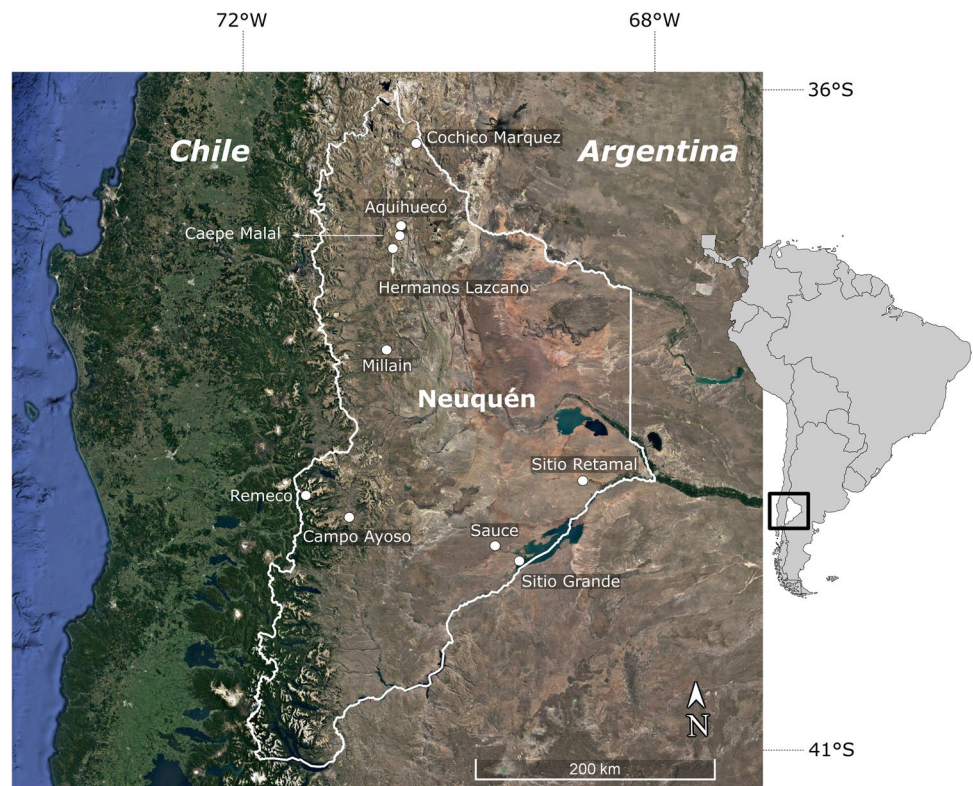 72°W
68°W
36°S
Chile
Cochico Marquez
Argentina
Aquihuecó
Caepe Malal
Hermanos Lazcano
Millain
Neuquén
Sitio Retamal
Remeco
Campo Ayoso
Sauce
Sitio Grande
N
41°S
200 km